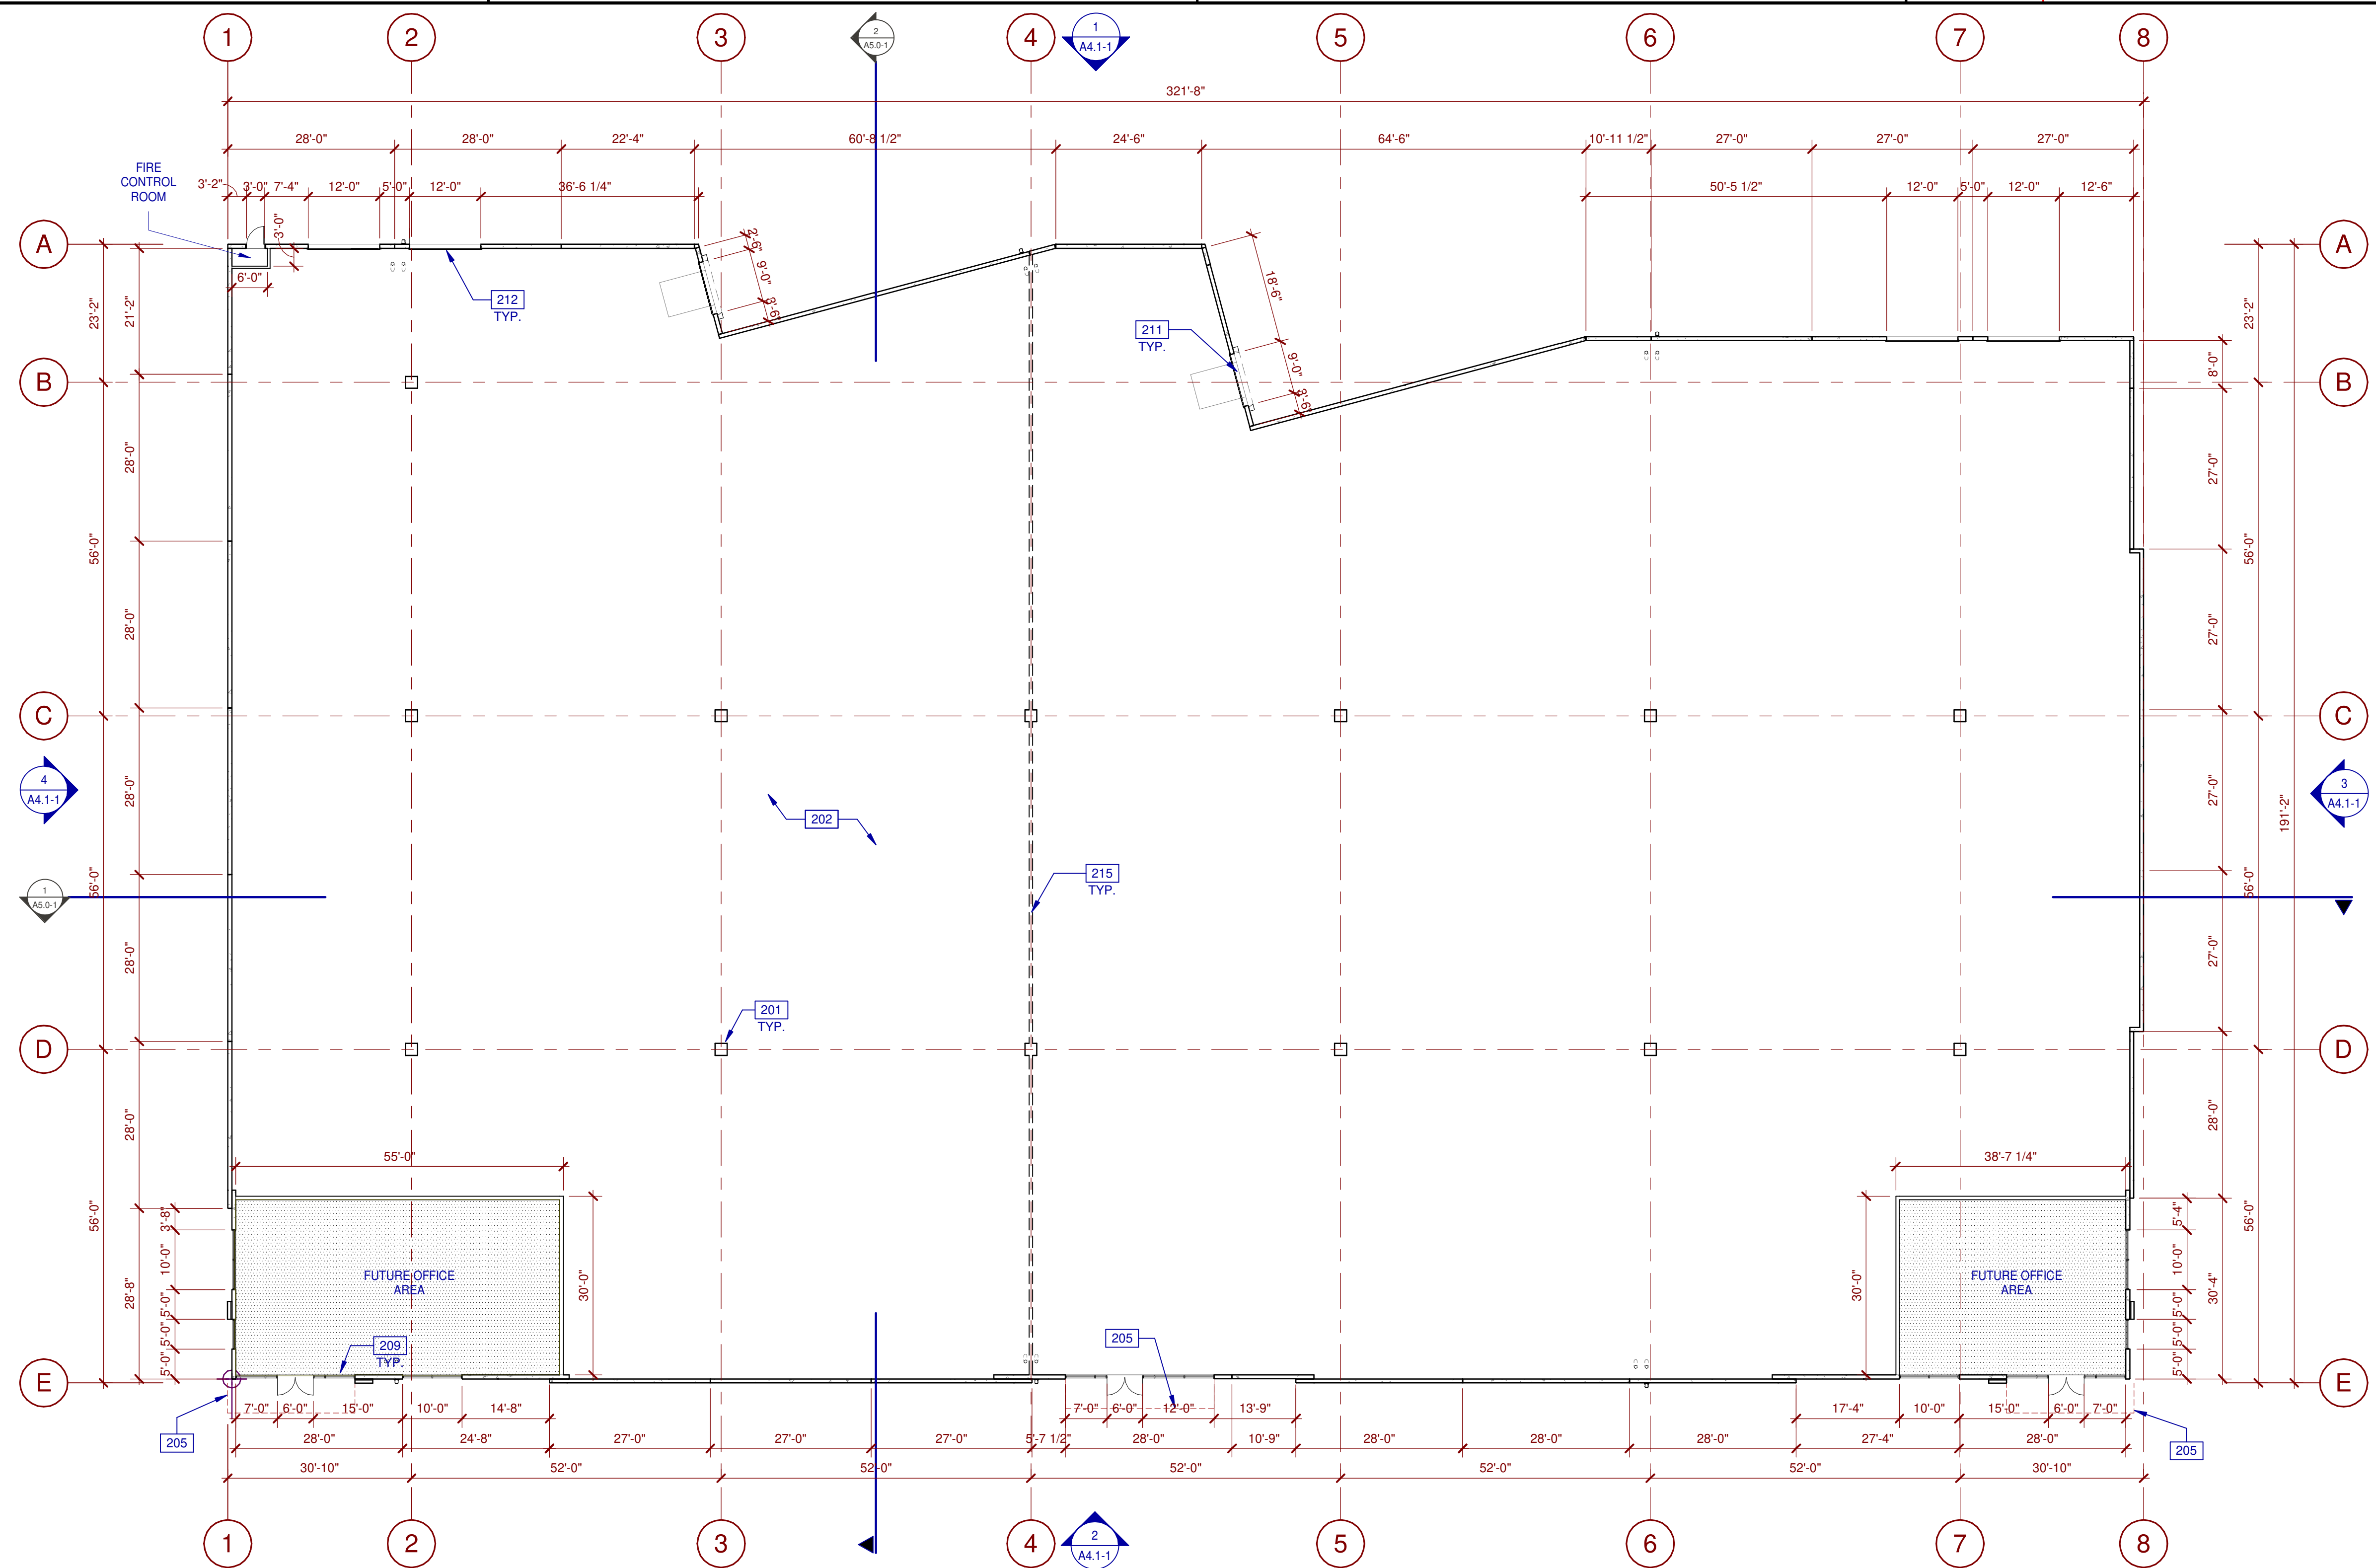 1 2 3 4 5 6 7 8
2
A5.0-1
1
A4.1-1
321'-8"
28'-0" 28'-0" 22'-4" 60'-8 1/2" 24'-6" 64'-6" 10'-11 1/2" 27'-0" 27'-0" 27'-0"
FIRE
CONTROL
ROOM
3'-2" 3'-0" 7'-4" 12'-0" 5'-0" 12'-0" 36'-6 1/4" 50'-5 1/2" 12'-0" 5'-0" 12'-0" 12'-6"
3'-0"
6'-0"
A A
2'-6"
9'-0"
3'-6"
18'-6"
9'-0"
3'-6"
212
TYP.
211
TYP.
23'-2" 21'-2" 8'-0" 23'-2"
B B
28'-0" 27'-0"
56'-0" 56'-0"
28'-0" 27'-0"
C C
4
A4.1-1
3
A4.1-1
28'-0" 27'-0"
202
191'-2"
215
TYP.
1
A5.0-1
56'-0" 56'-0"
28'-0" 27'-0"
201
TYP.
D D
28'-0" 28'-0"
55'-0" 38'-7 1/4"
56'-0" 56'-0"
3'-8" 5'-4"
10'-0" 10'-0"
28'-8" 30'-4"
5'-0" 5'-0"
5'-0" 5'-0"
5'-0" 5'-0"
FUTURE OFFICE
AREA
30'-0"
30'-0"
FUTURE OFFICE
AREA
209
TYP.
205
E E
7'-0" 6'-0" 15'-0" 10'-0" 14'-8" 7'-0" 6'-0" 12'-0" 13'-9" 17'-4" 10'-0" 15'-0" 6'-0" 7'-0"
205
28'-0" 24'-8" 27'-0" 27'-0" 27'-0" 5'-7 1/2" 28'-0" 10'-9" 28'-0" 28'-0" 28'-0" 27'-4" 28'-0"
205
30'-10" 52'-0" 52'-0" 52'-0" 52'-0" 52'-0" 30'-10"
1 2 3 4 5 6 7 8
2
A4.1-1